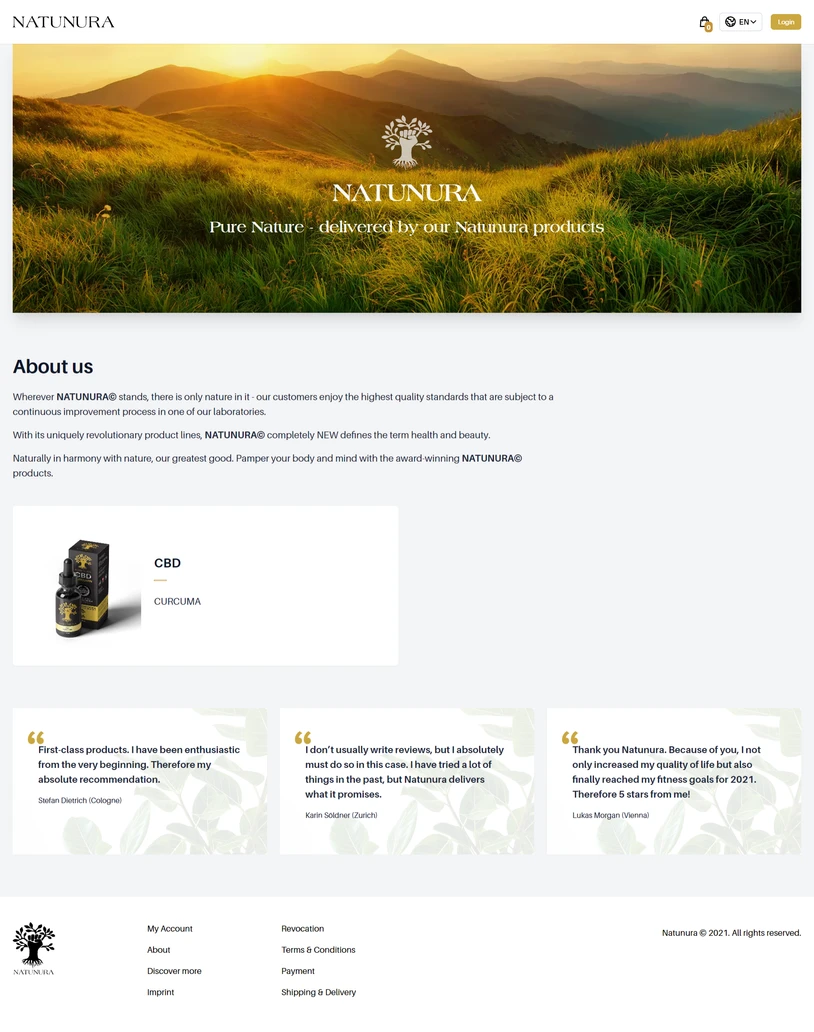 NATUNURA
0
EN
Login
NATUNURA
Pure Nature - delivered by our Natunura products
About us
Wherever NATUNURA© stands, there is only nature in it - our customers enjoy the highest quality standards that are subject to a
continuous improvement process in one of our laboratories.
With its uniquely revolutionary product lines, NATUNURA© completely NEW defines the term health and beauty.
Naturally in harmony with nature, our greatest good. Pamper your body and mind with the award-winning NATUNURA©
products.
CBD
CBD
CURCUMA
“
First-class products. I have been enthusiastic
from the very beginning. Therefore my
absolute recommendation.
Stefan Dietrich (Cologne)
“
I don’t usually write reviews, but I absolutely
must do so in this case. I have tried a lot of
things in the past, but Natunura delivers
what it promises.
Karin Söldner (Zurich)
“
Thank you Natunura. Because of you, I not
only increased my quality of life but also
finally reached my fitness goals for 2021.
Therefore 5 stars from me!
Lukas Morgan (Vienna)
NATUNURA
My Account
About
Discover more
Imprint
Revocation
Terms & Conditions
Payment
Shipping & Delivery
Natunura © 2021. All rights reserved.